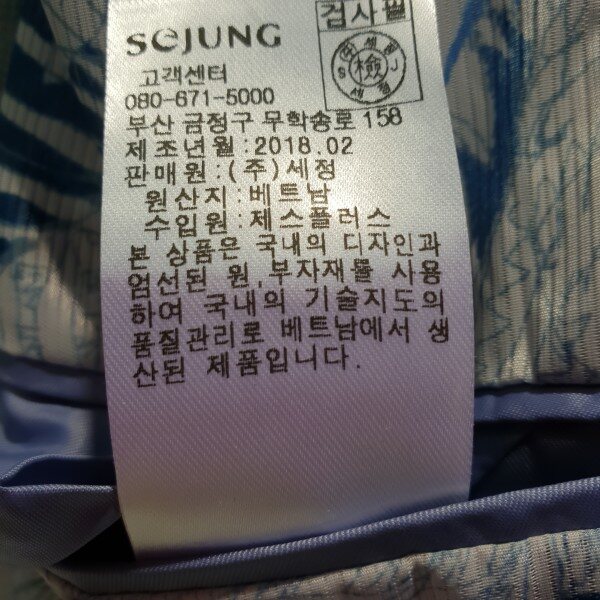 SEJUNG
검사필
세정
檢
S
J
세정
고객센터
080-671-5000
부산 금정구 무학송로 158
제조년월:2018.02
판매원:(주)세정
원산지:베트남
수입원:제스플러스
본 상품은 국내의 디자인과
엄선된 원,부자재를 사용
하여 국내의 기술지도의
품질관리로 베트남에서 생
산된 제품입니다.